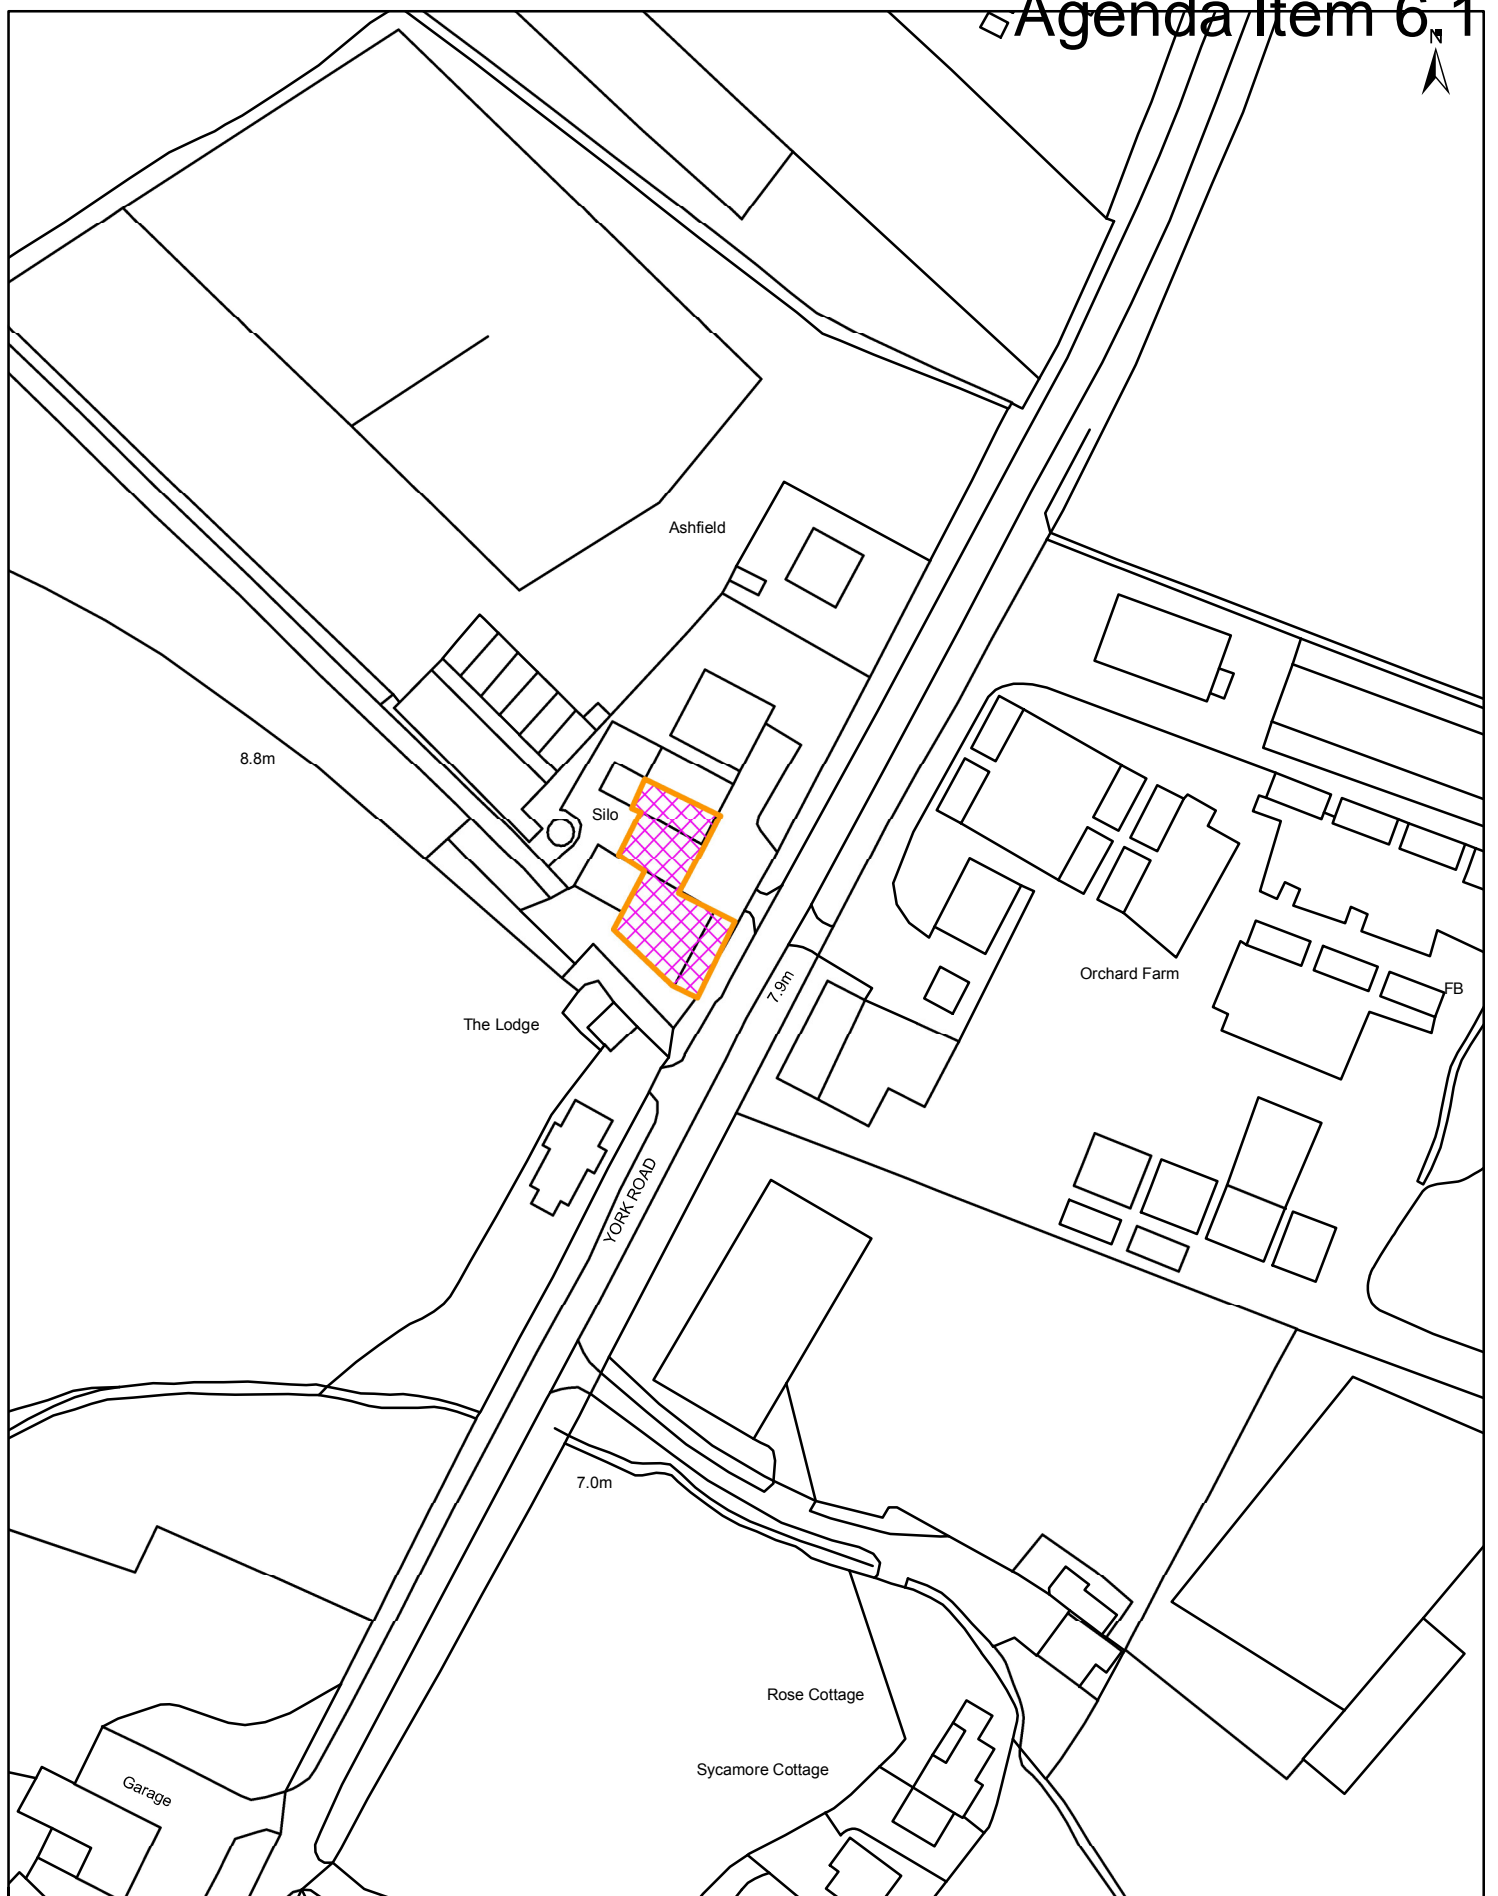 Agenda Item 6.1
N
Ashfield
8.8m
Silo
Orchard Farm
7.9m
FB
The Lodge
YORK ROAD
7.0m
Rose Cottage
Sycamore Cottage
Garage